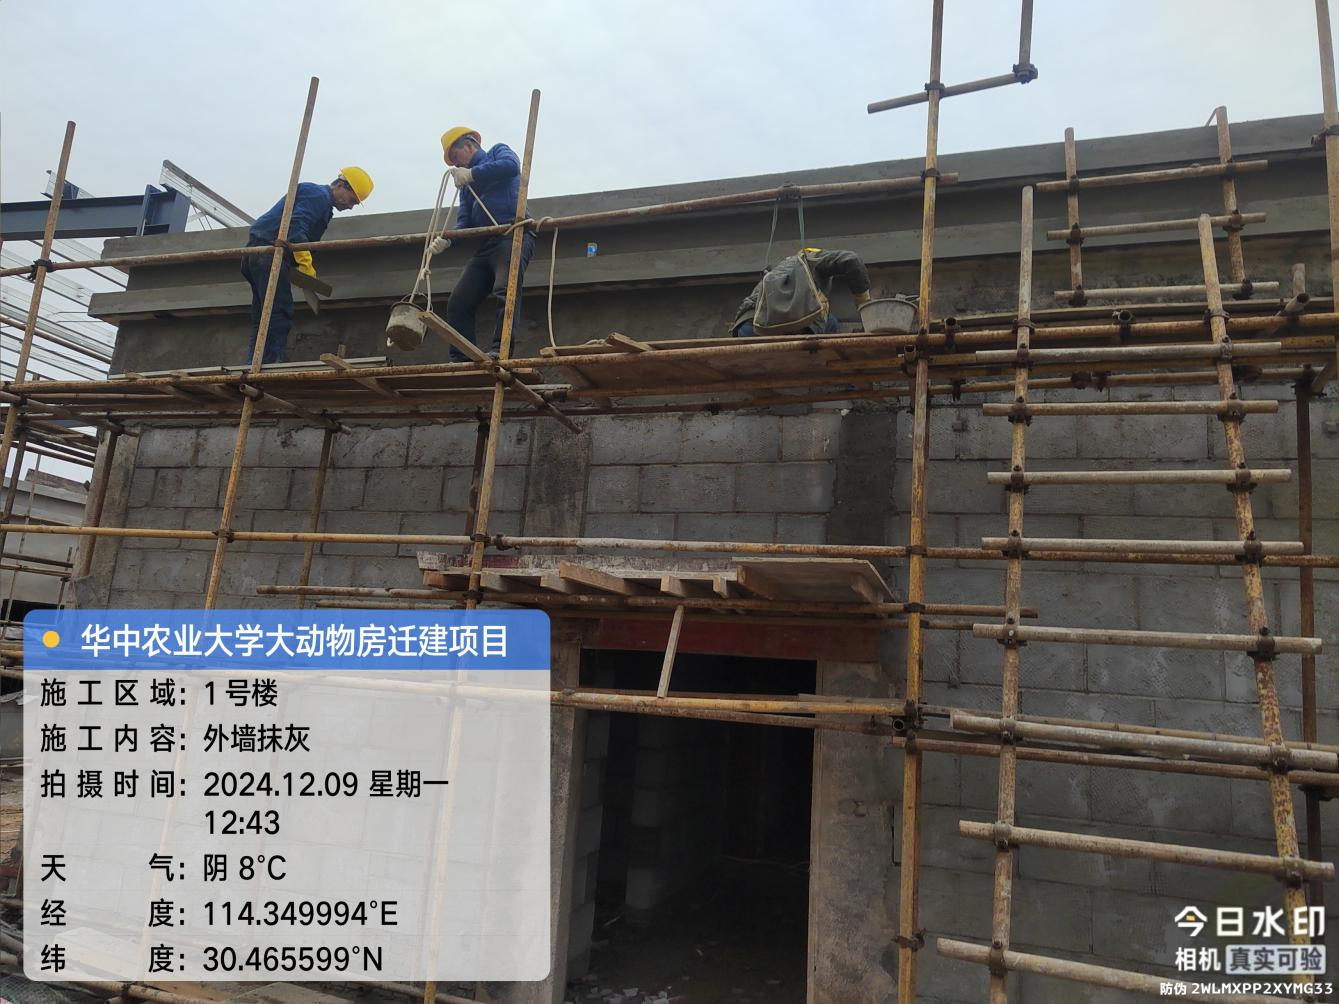 华中农业大学大动物房迁建项目
施工区域：1号楼
施工内容：外墙抹灰
拍摄时间：2024.12.09 星期一
12:43
天气：阴 8℃
经度：114.349994°E
纬度：30.465599°N
今日水印
相机 真实可验
防伪 2WLMXPP2XYMG33